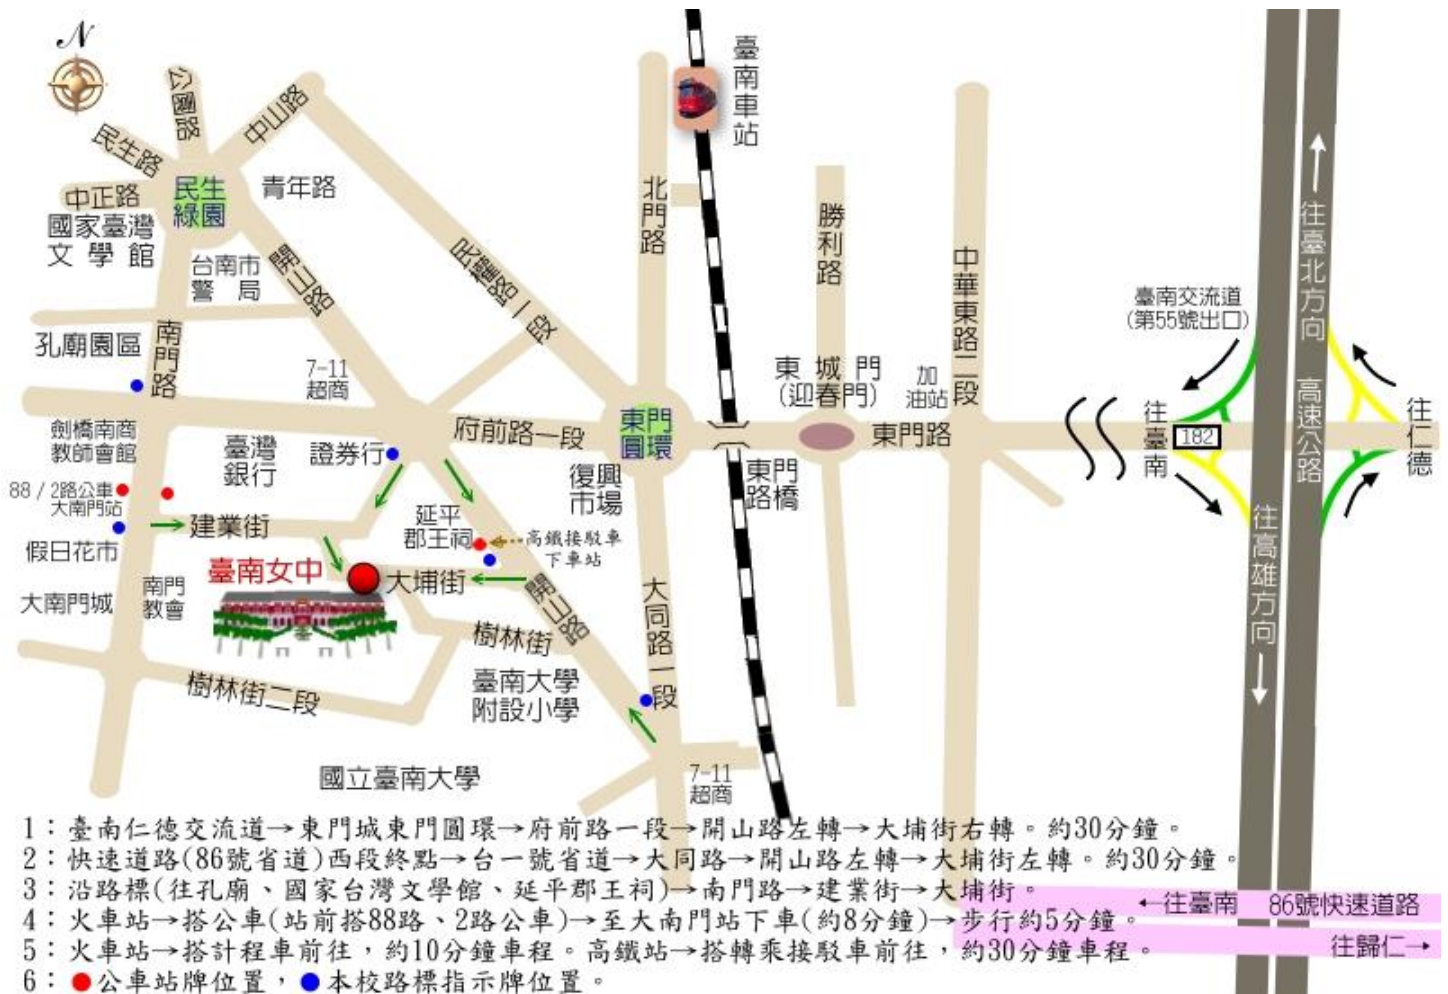 N
臺南車站
公園路
中山路
民生路
中正路
民生綠園
青年路
國家臺灣
文學館
台南市
警局
開山路
民權路一段
北門路
勝利路
中華東路二段
往臺北方向
臺南交流道
(第55號出口)
孔廟園區
南門路
7-11
超商
東城門
(迎春門)
加油站
高速公路
劍橋南商
教師會館
臺灣
銀行
證券行
府前路一段
東門
圓環
東門路
往臺南
182
往仁德
復興
市場
東門
路橋
88 / 2路公車
大南門站
建業街
延平
郡王祠
高鐵接駁車
下車站
往高雄方向
假日花市
臺南女中
大埔街
開山路
大同路一段
大南門城
南門
教會
樹林街
樹林街二段
臺南大學
附設小學
國立臺南大學
7-11
超商
1：臺南仁德交流道→東門城東門圓環→府前路一段→開山路左轉→大埔街右轉。約30分鐘。
2：快速道路(86號省道)西段終點→台一號省道→大同路→開山路左轉→大埔街左轉。約30分鐘。
3：沿路標(往孔廟、國家台灣文學館、延平郡王祠)→南門路→建業街→大埔街。
←往臺南 86號快速道路
4：火車站→搭公車(站前搭88路、2路公車)→至大南門站下車(約8分鐘)→步行約5分鐘。
往歸仁→
5：火車站→搭計程車前往，約10分鐘車程。高鐵站→搭轉乘接駁車前往，約30分鐘車程。
6：●公車站牌位置，●本校路標指示牌位置。